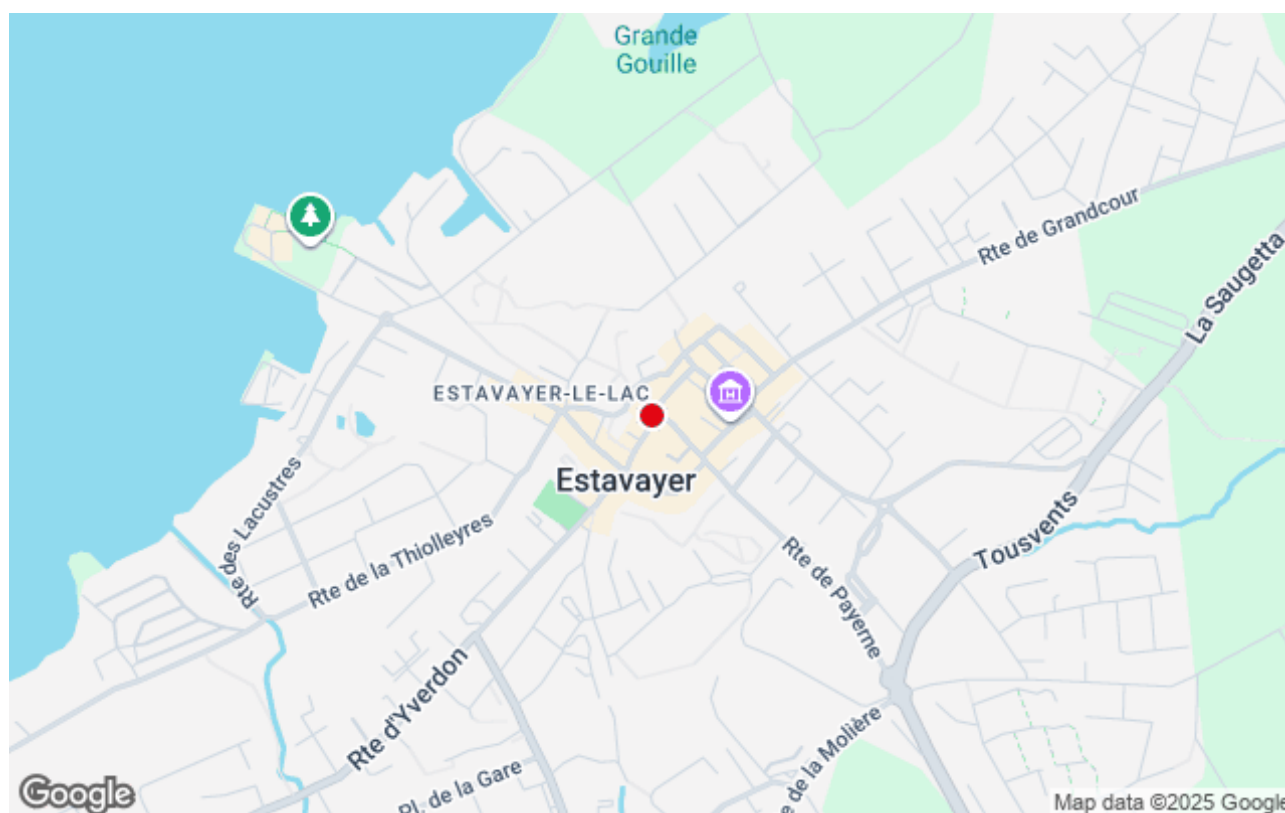 Grande
Gouille
Rte de Grandcour
La Saugetta
ESTAVAYER-LE-LAC
Estavayer
Rte des Lacustres
Rte de la Thiolleyres
Tousvents
Rte de Payerne
Rte d'Yverdon
Pl. de la Gare
e de la Molière
Google
Map data ©2025 Google